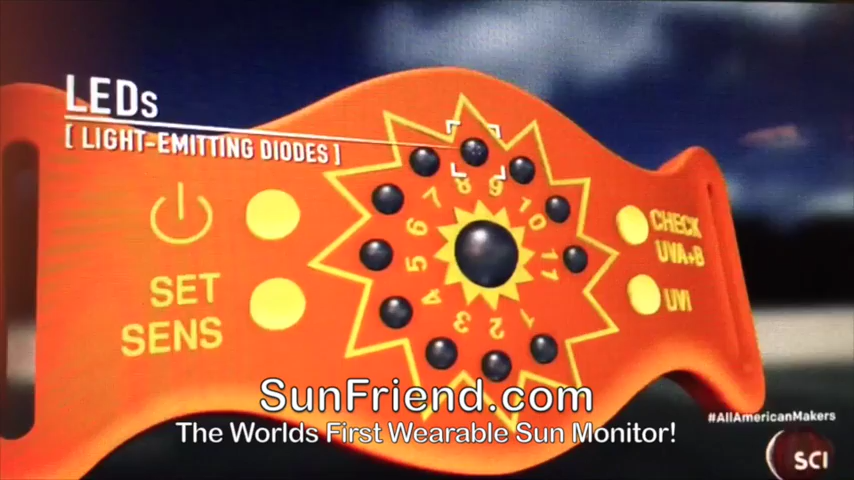 LEDs
[ LIGHT-EMITTING DIODES ]
8 9
7 10
6
5 11
4
3 2 1
SET
SENS
CHECK
UVA+B
UVI
SunFriend.com
The Worlds First Wearable Sun Monitor!
#AllAmericanMakers
SCI